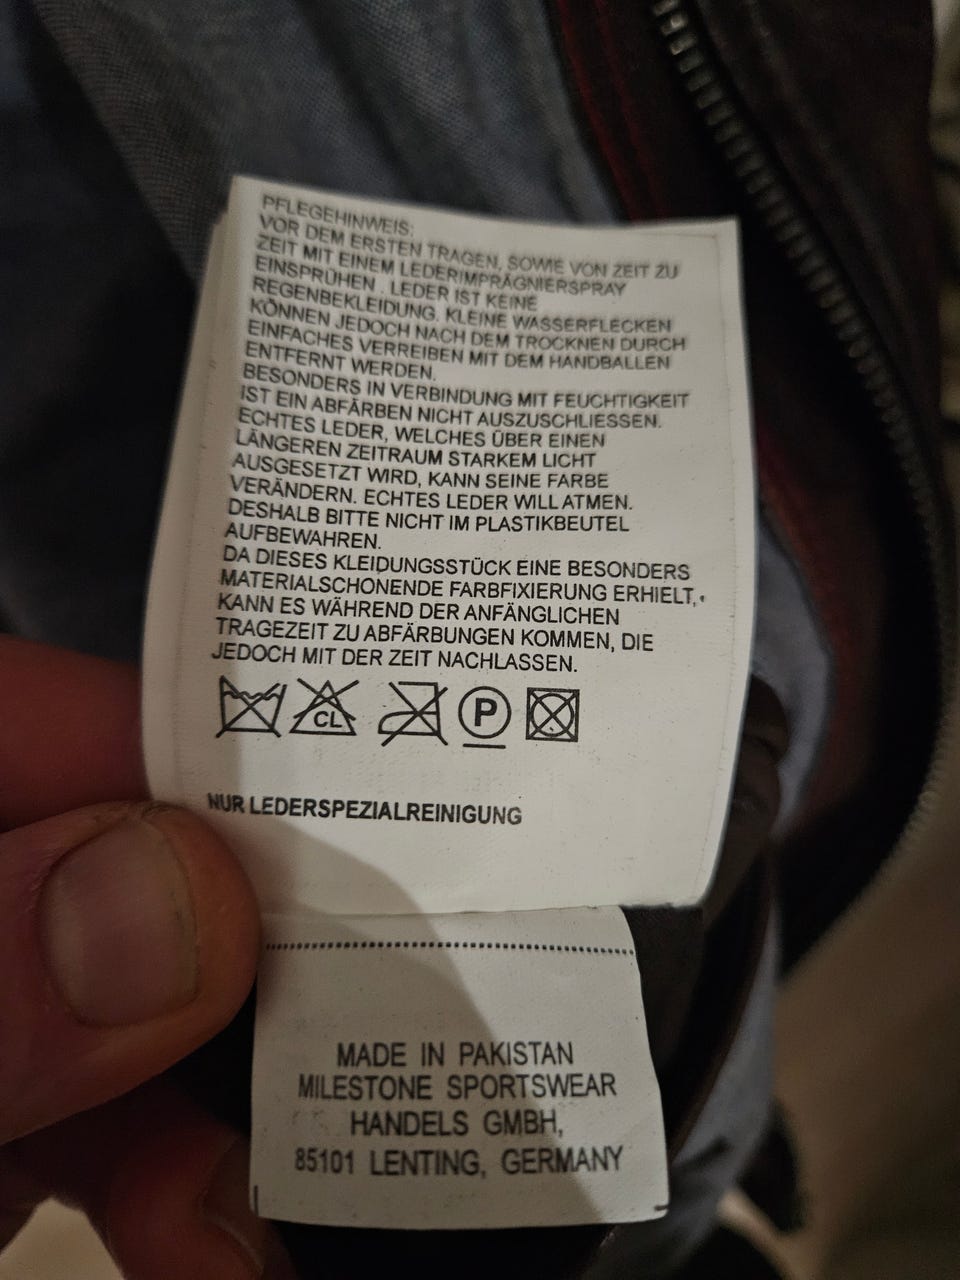 PFLEGEHINWEIS:
VOR DEM ERSTEN TRAGEN, SOWIE VON ZEIT ZU
ZEIT MIT EINEM LEDERIMPRÄGNIERSPRAY
EINSPRÜHEN . LEDER IST KEINE
REGENBEKLEIDUNG. KLEINE WASSERFLECKEN
KÖNNEN JEDOCH NACH DEM TROCKNEN DURCH
EINFACHES VERREIBEN MIT DEM HANDBALLEN
ENTFERNT WERDEN.
BESONDERS IN VERBINDUNG MIT FEUCHTIGKEIT
IST EIN ABFÄRBEN NICHT AUSZUSCHLIESSEN.
ECHTES LEDER, WELCHES ÜBER EINEN
LÄNGEREN ZEITRAUM STARKEM LICHT
AUSGESETZT WIRD, KANN SEINE FARBE
VERÄNDERN. ECHTES LEDER WILL ATMEN.
DESHALB BITTE NICHT IM PLASTIKBEUTEL
AUFBEWAHREN.
DA DIESES KLEIDUNGSSTÜCK EINE BESONDERS
MATERIALSCHONENDE FARBFIXIERUNG ERHIELT,
KANN ES WÄHREND DER ANFÄNGLICHEN
TRAGEZEIT ZU ABFÄRBUNGEN KOMMEN, DIE
JEDOCH MIT DER ZEIT NACHLASSEN.
CL P
NUR LEDERSPEZIALREINIGUNG
MADE IN PAKISTAN
MILESTONE SPORTSWEAR
HANDELS GMBH,
85101 LENTING, GERMANY